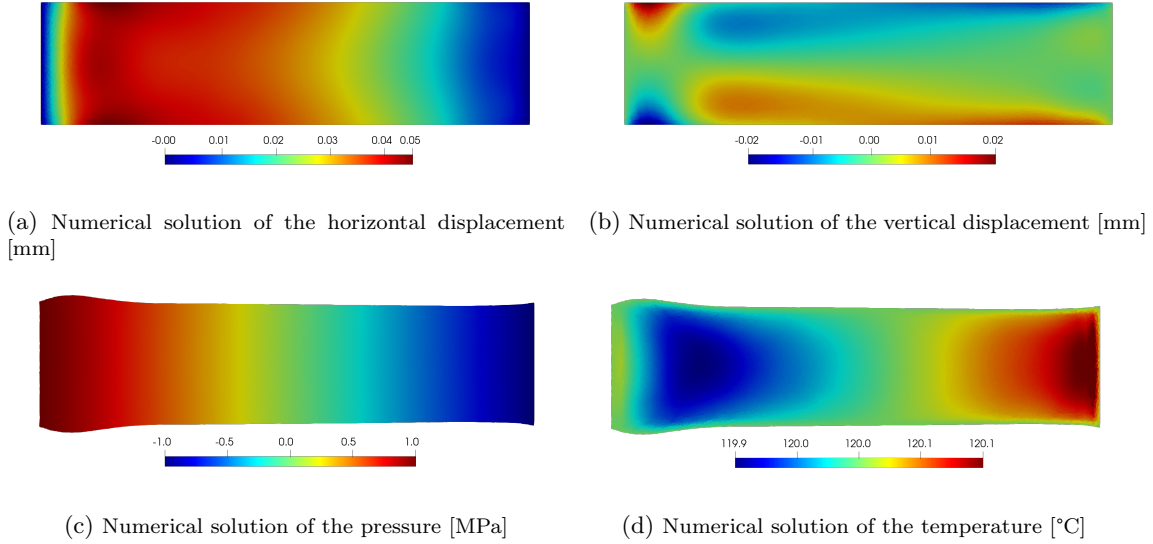 -0.00 0.01 0.02 0.03 0.04 0.05
-0.02 -0.01 0.00 0.01 0.02
(a) Numerical solution of the horizontal displacement
[mm]
(b) Numerical solution of the vertical displacement [mm]
-1.0 -0.5 0.0 0.5 1.0
119.9 120.0 120.0 120.1 120.1
(c) Numerical solution of the pressure [MPa]
(d) Numerical solution of the temperature [°C]